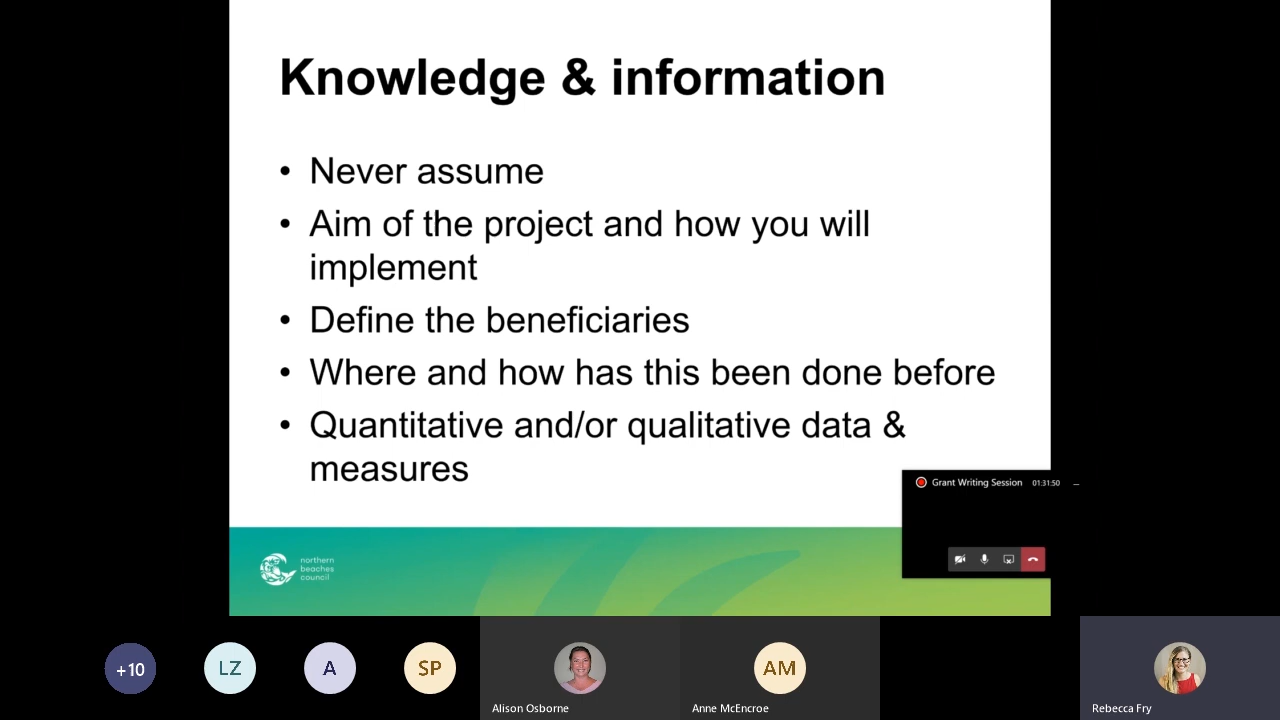 Knowledge & information
• Never assume
• Aim of the project and how you will
implement
• Define the beneficiaries
• Where and how has this been done before
• Quantitative and/or qualitative data &
measures
Grant Writing Session 01:31:50
northern
beaches
council
+10
LZ
A
SP
AM
Alison Osborne
Anne McEncroe
Rebecca Fry